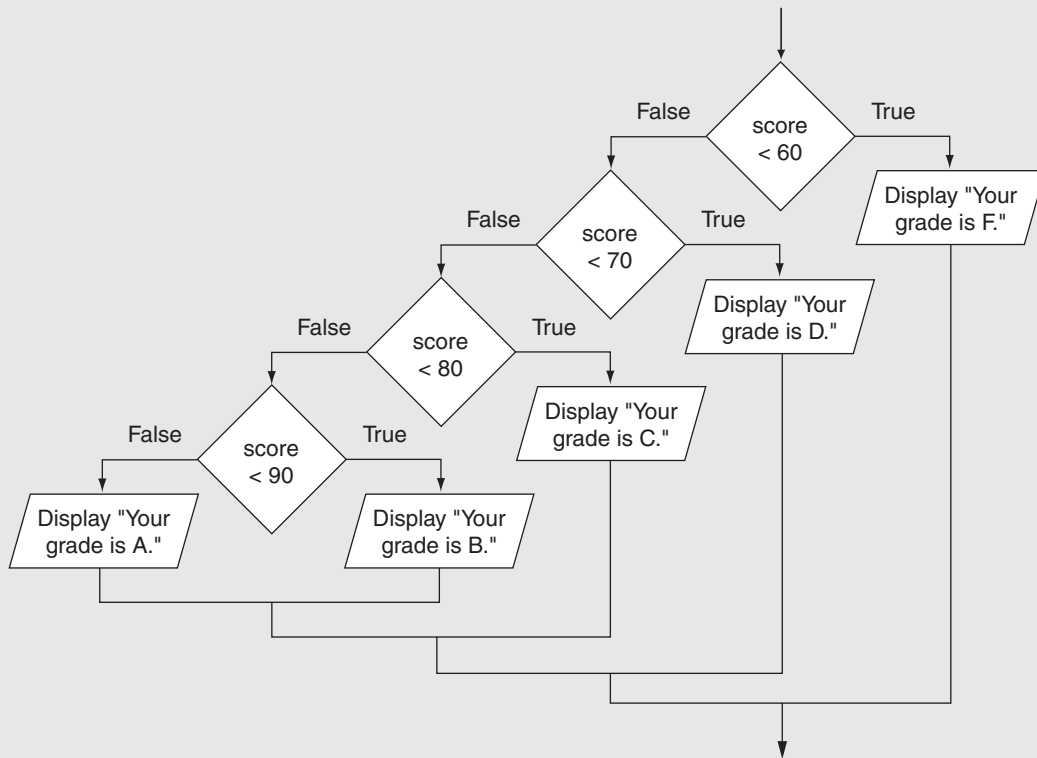 False
True
score
< 60
Display "Your
grade is F."
False
True
score
< 70
Display "Your
grade is D."
False
True
score
< 80
Display "Your
grade is C."
False
True
score
< 90
Display "Your
grade is A."
Display "Your
grade is B."